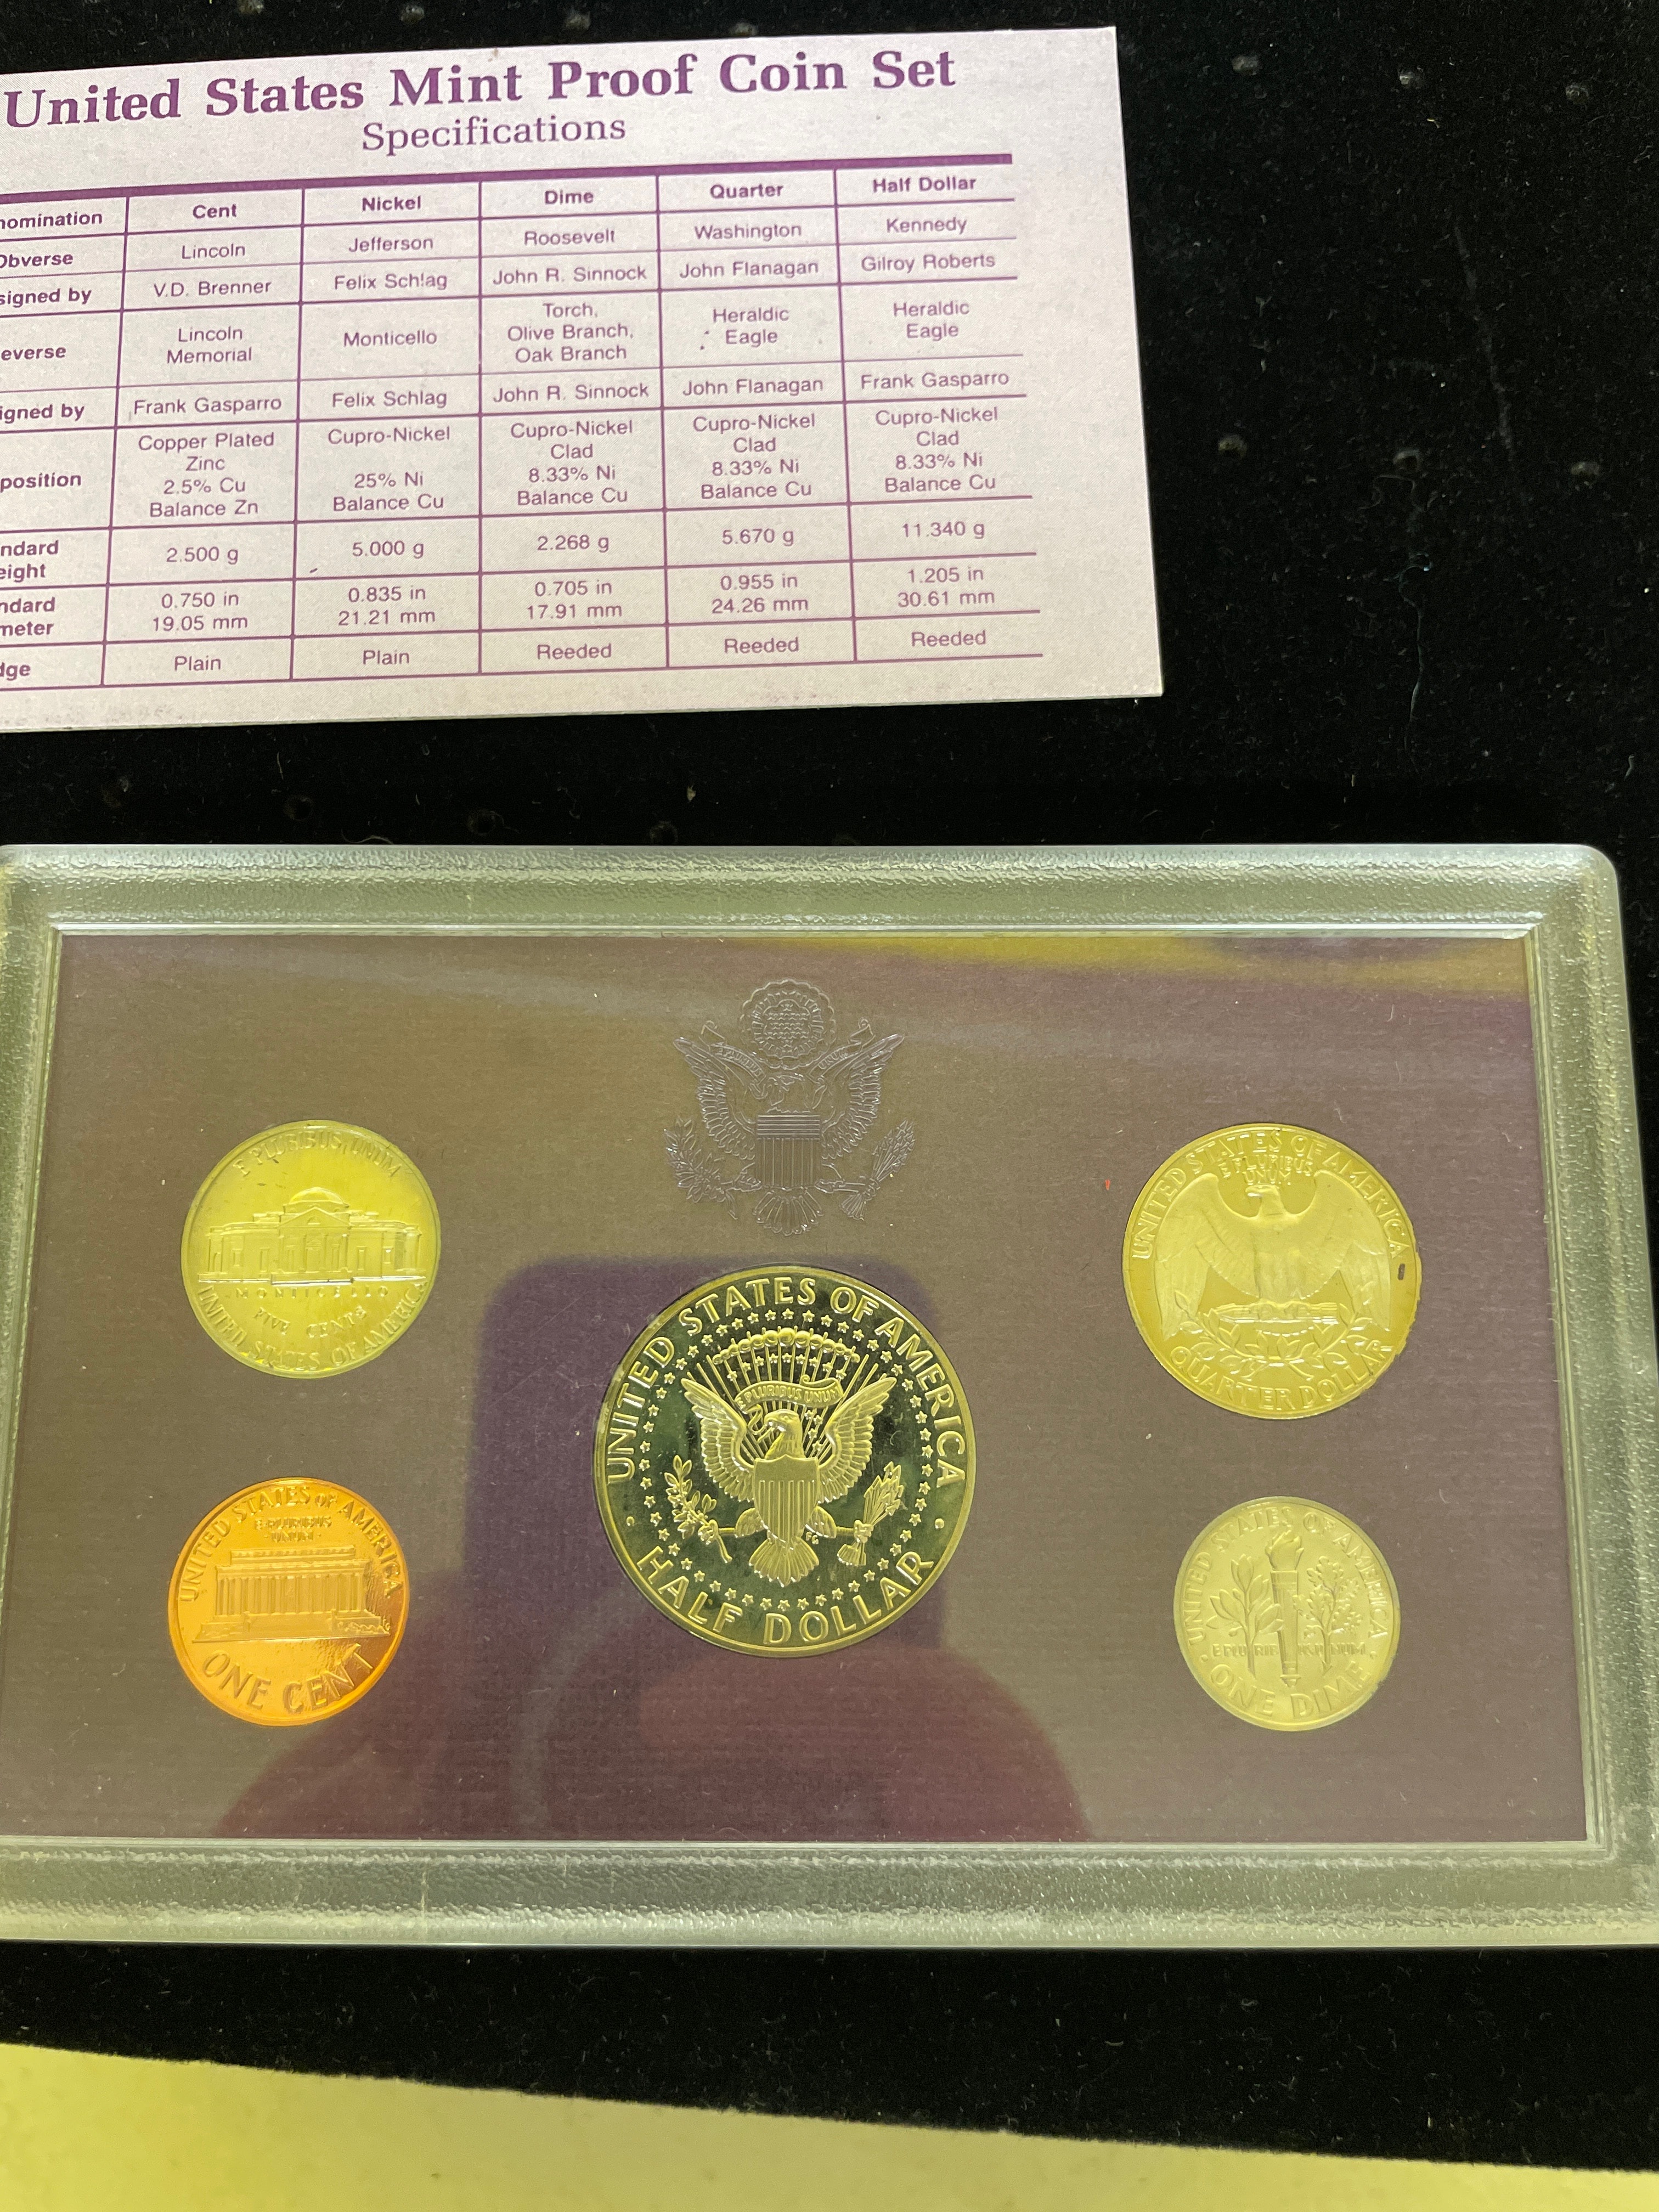 United States Mint Proof Coin Set
Specifications
nomination Cent Nickel Dime Quarter Half Dollar
Obverse Lincoln Jefferson Roosevelt Washington Kennedy
signed by V.D. Brenner Felix Schlag John R. Sinnock John Flanagan Gilroy Roberts
everse Lincoln Memorial Monticello Torch, Olive Branch, Oak Branch Heraldic Eagle Heraldic Eagle
igned by Frank Gasparro Felix Schlag John R. Sinnock John Flanagan Frank Gasparro
position Copper Plated Zinc 2.5% Cu Balance Zn Cupro-Nickel 25% Ni Balance Cu Cupro-Nickel Clad 8.33% Ni Balance Cu Cupro-Nickel Clad 8.33% Ni Balance Cu Cupro-Nickel Clad 8.33% Ni Balance Cu
ndard eight 2.500 g 5.000 g 2.268 g 5.670 g 11.340 g
ndard meter 0.750 in 19.05 mm 0.835 in 21.21 mm 0.705 in 17.91 mm 0.955 in 24.26 mm 1.205 in 30.61 mm
dge Plain Plain Reeded Reeded Reeded
E PLURIBUS UNUM
MONTICELLO
FIVE CENTS
UNITED STATES OF AMERICA
UNITED STATES OF AMERICA
E PLURIBUS
UNUM
ONE CENT
UNITED STATES OF AMERICA
E PLURIBUS UNUM
FG
HALF DOLLAR
UNITED STATES OF AMERICA
E PLURIBUS
QUARTER DOLLAR
UNITED STATES OF AMERICA
E PLURIBUS UNUM
ONE DIME